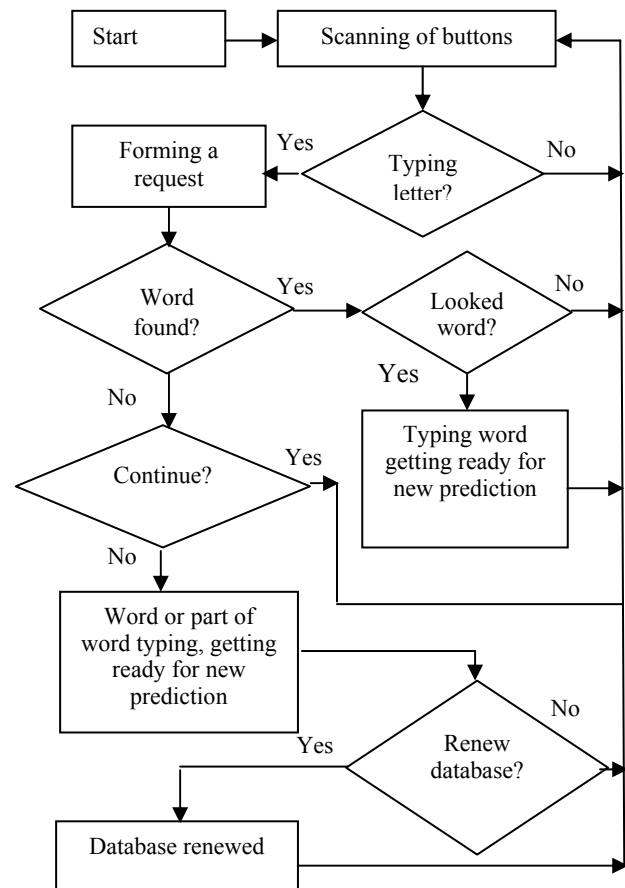 Start
Scanning of buttons
Yes
No
Forming a
request
Typing
letter?
Yes
No
Word
found?
Looked
word?
No
Yes
Continue?
Yes
Typing word
getting ready for
new prediction
No
Word or part of
word typing, getting
ready for new
prediction
No
Yes
Renew
database?
Database renewed